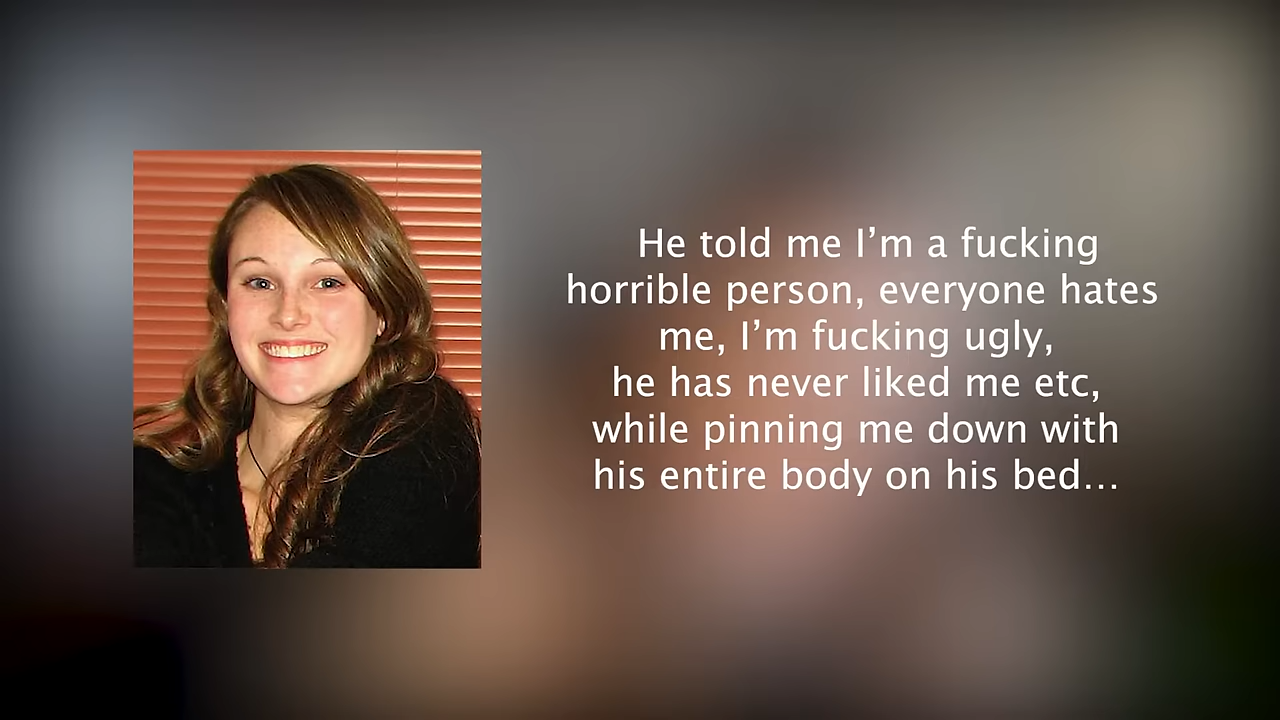 He told me I’m a fucking
horrible person, everyone hates
me, I’m fucking ugly,
he has never liked me etc,
while pinning me down with
his entire body on his bed…